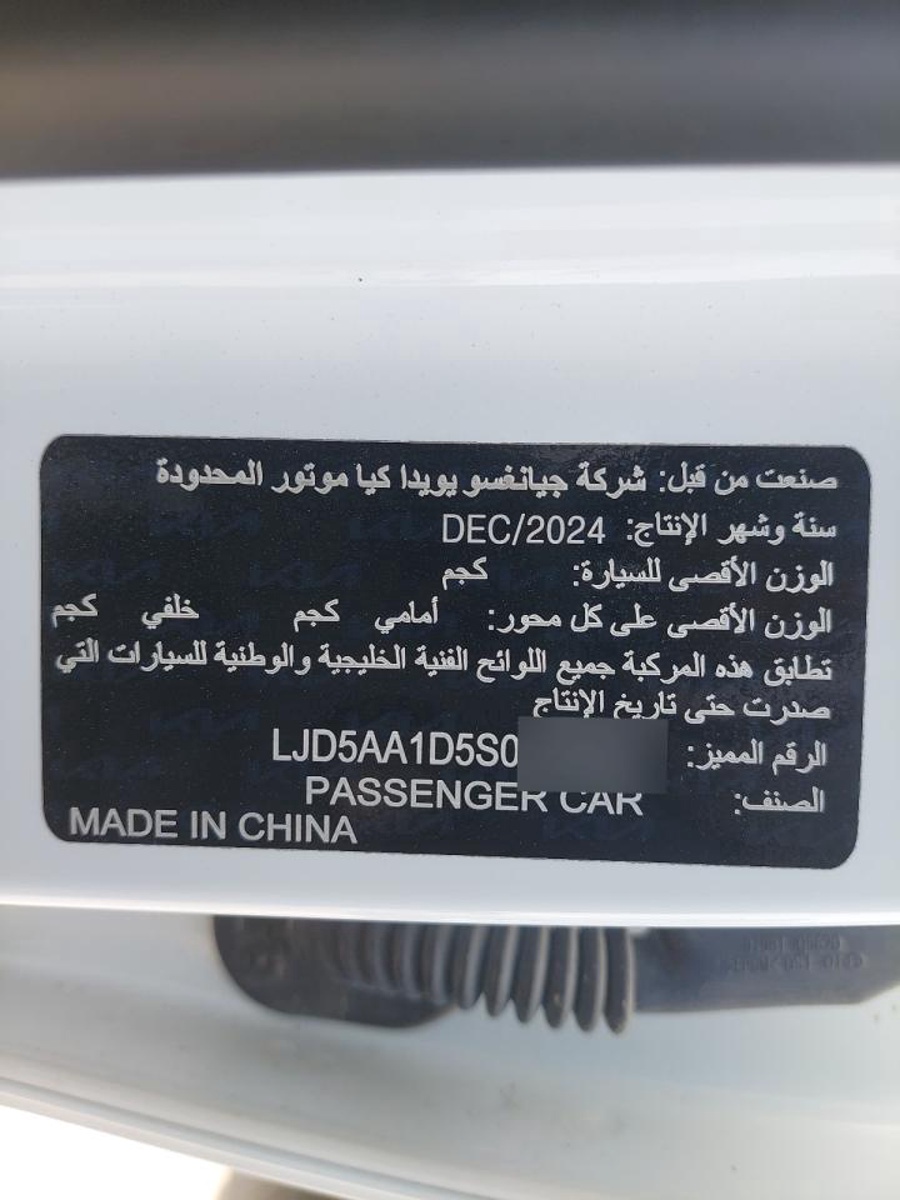 صنعت من قبل: شركة جيانغسو يويدا كيا موتور المحدودة
سنة وشهر الإنتاج: DEC/2024
الوزن الأقصى للسيارة: كجم
الوزن الأقصى على كل محور: أمامي كجم خلفي كجم
تطابق هذه المركبة جميع اللوائح الفنية الخليجية والوطنية للسيارات التي
صدرت حتى تاريخ الإنتاج
الرقم المميز: LJD5AA1D5S0
الصنف: PASSENGER CAR
MADE IN CHINA